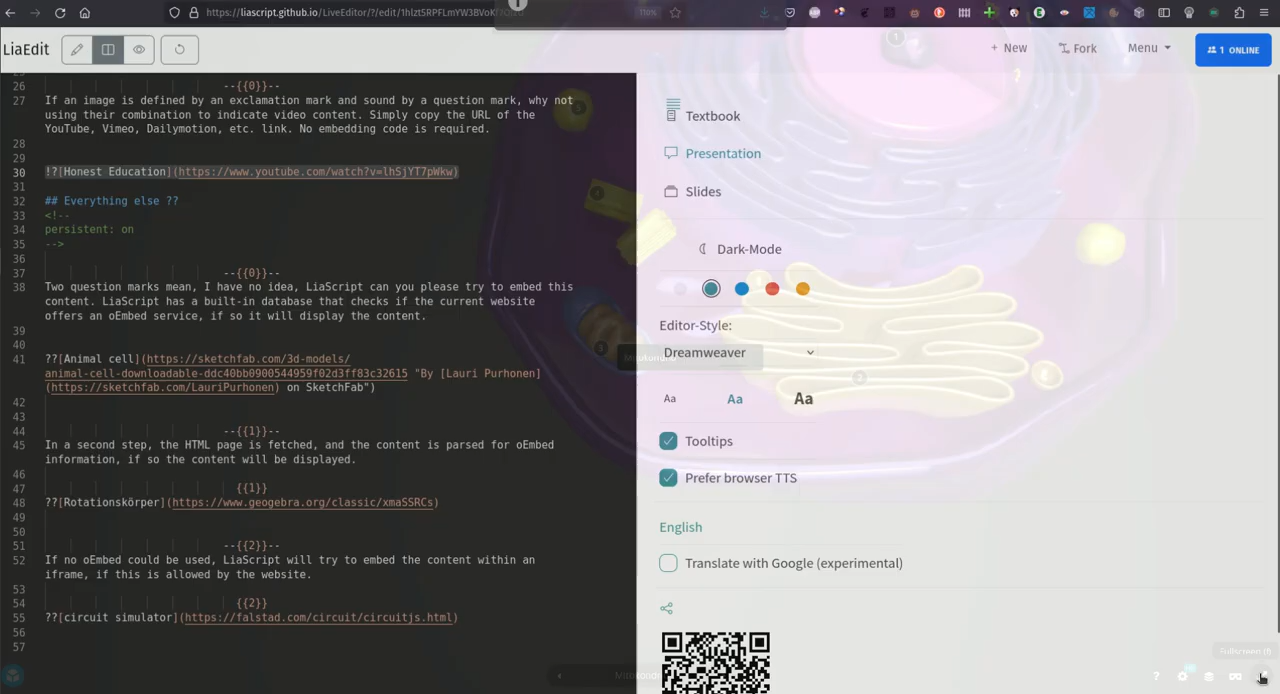 https://liascript.github.io/LiveEditor/?/edit/1hlzt5RPFLmYW3BVoK
110%
LiaEdit
+ New
Fork
Menu
1 ONLINE
26 --{{0}}--
27 If an image is defined by an exclamation mark and sound by a question mark, why not
using their combination to indicate video content. Simply copy the URL of the
YouTube, Vimeo, Dailymotion, etc. link. No embedding code is required.
28
29
30 !?[Honest Education](https://www.youtube.com/watch?v=lhSjYT7pWkw)
31
32 ## Everything else ??
33 <!--
34 persistent: on
35 -->
36
37 --{{0}}--
38 Two question marks mean, I have no idea, LiaScript can you please try to embed this
content. LiaScript has a built-in database that checks if the current website
offers an oEmbed service, if so it will display the content.
39
40
41 ??[Animal cell](https://sketchfab.com/3d-models/
animal-cell-downloadable-ddc40bb0900544959f02d3ff83c32615 "By [Lauri Purhonen]
(https://sketchfab.com/LauriPurhonen) on SketchFab")
42
43
44 --{{1}}--
45 In a second step, the HTML page is fetched, and the content is parsed for oEmbed
information, if so the content will be displayed.
46
47 {{1}}
48 ??[Rotationskörper](https://www.geogebra.org/classic/xmaSSRCs)
49
50
51 --{{2}}--
52 If no oEmbed could be used, LiaScript will try to embed the content within an
iframe, if this is allowed by the website.
53
54 {{2}}
55 ??[circuit simulator](https://falstad.com/circuit/circuitjs.html)
56
57
Textbook
Presentation
Slides
Dark-Mode
Editor-Style:
Dreamweaver
Aa Aa Aa
Tooltips
Prefer browser TTS
English
Translate with Google (experimental)
Fullscreen (f)
1
2
3
?